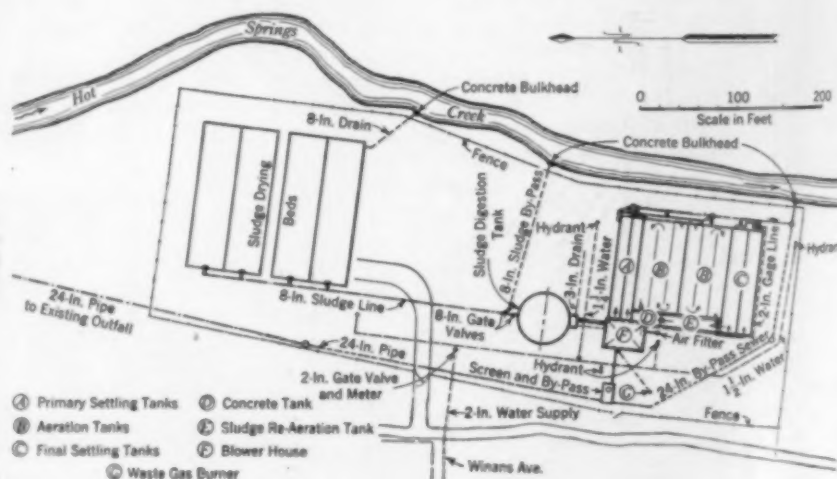 Hot
Springs
Creek
Concrete Bulkhead
8-In. Drain
Fence
Scale in Feet
0
100
200
Concrete Bulkhead
Sludge Drying
Beds
Sludge Digestion
Tank
8-In. Sludge By-Pass
Hydrant
3-In. Drain
Water
Hydrant
2-In. Gage Line
A
B
B
C
D
E
F
Air Filter
24-In. Pipe
to Existing Outfall
8-In. Sludge Line
8-In. Gate
Valves
24-In. Pipe
2-In. Gate Valve
and Meter
Hydrant
Screen and By-Pass
G
24-In. By-Pass Sewer
1 1/2-In. Water
Fence
2-In. Water Supply
Winans Ave.
A Primary Settling Tanks
B Aeration Tanks
C Final Settling Tanks
D Concrete Tank
E Sludge Re-Aeration Tank
F Blower House
G Waste Gas Burner